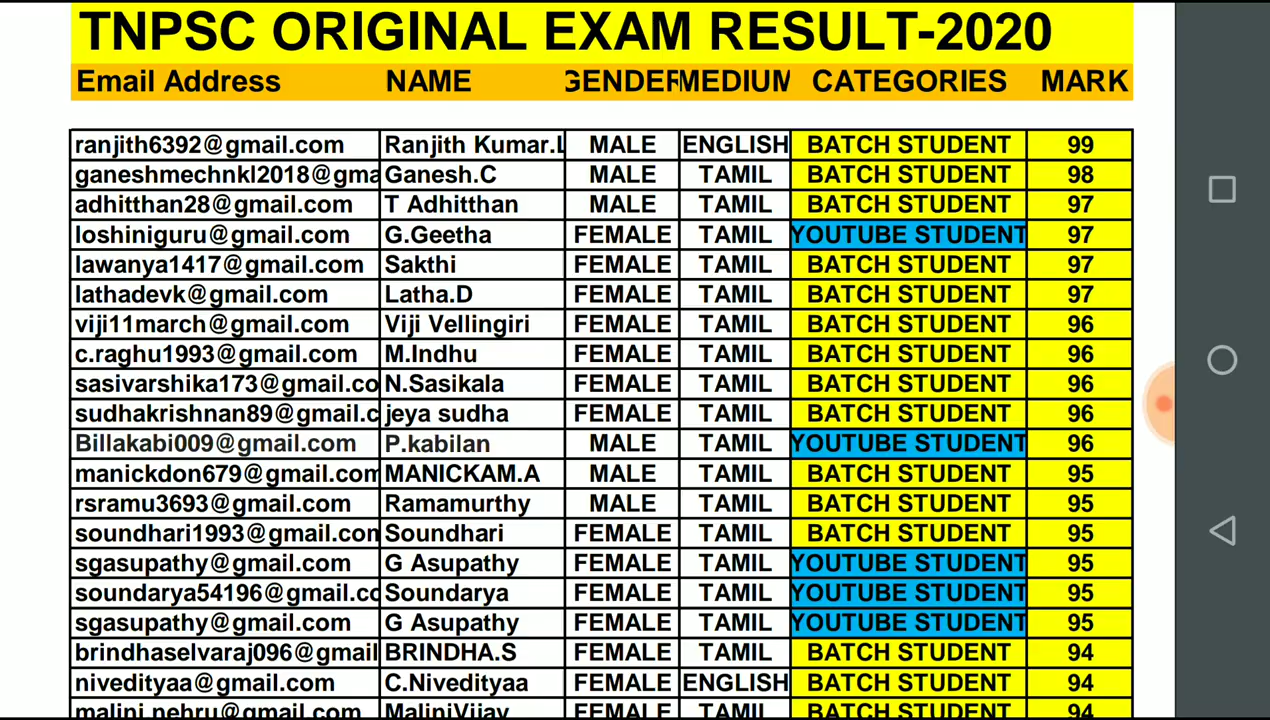 TNPSC ORIGINAL EXAM RESULT-2020
Email Address NAME GENDER MEDIUM CATEGORIES MARK
ranjith6392@gmail.com Ranjith Kumar.L MALE ENGLISH BATCH STUDENT 99
ganeshmechnkl2018@gma Ganesh.C MALE TAMIL BATCH STUDENT 98
adhitthan28@gmail.com T Adhitthan MALE TAMIL BATCH STUDENT 97
loshiniguru@gmail.com G.Geetha FEMALE TAMIL YOUTUBE STUDENT 97
lawanya1417@gmail.com Sakthi FEMALE TAMIL BATCH STUDENT 97
lathadevk@gmail.com Latha.D FEMALE TAMIL BATCH STUDENT 97
viji11march@gmail.com Viji Vellingiri FEMALE TAMIL BATCH STUDENT 96
c.raghu1993@gmail.com M.Indhu FEMALE TAMIL BATCH STUDENT 96
sasivarshika173@gmail.co N.Sasikala FEMALE TAMIL BATCH STUDENT 96
sudhakrishnan89@gmail.c jeya sudha FEMALE TAMIL BATCH STUDENT 96
Billakabi009@gmail.com P.kabilan MALE TAMIL YOUTUBE STUDENT 96
manickdon679@gmail.com MANICKAM.A MALE TAMIL BATCH STUDENT 95
rsramu3693@gmail.com Ramamurthy MALE TAMIL BATCH STUDENT 95
soundhari1993@gmail.com Soundhari FEMALE TAMIL BATCH STUDENT 95
sgasupathy@gmail.com G Asupathy FEMALE TAMIL YOUTUBE STUDENT 95
soundarya54196@gmail.co Soundarya FEMALE TAMIL YOUTUBE STUDENT 95
sgasupathy@gmail.com G Asupathy FEMALE TAMIL YOUTUBE STUDENT 95
brindhaselvaraj096@gmail BRINDHA.S FEMALE TAMIL BATCH STUDENT 94
nivedityaa@gmail.com C.Nivedityaa FEMALE ENGLISH BATCH STUDENT 94
malini.nehru@gmail.com MaliniVijay FEMALE TAMIL BATCH STUDENT 94